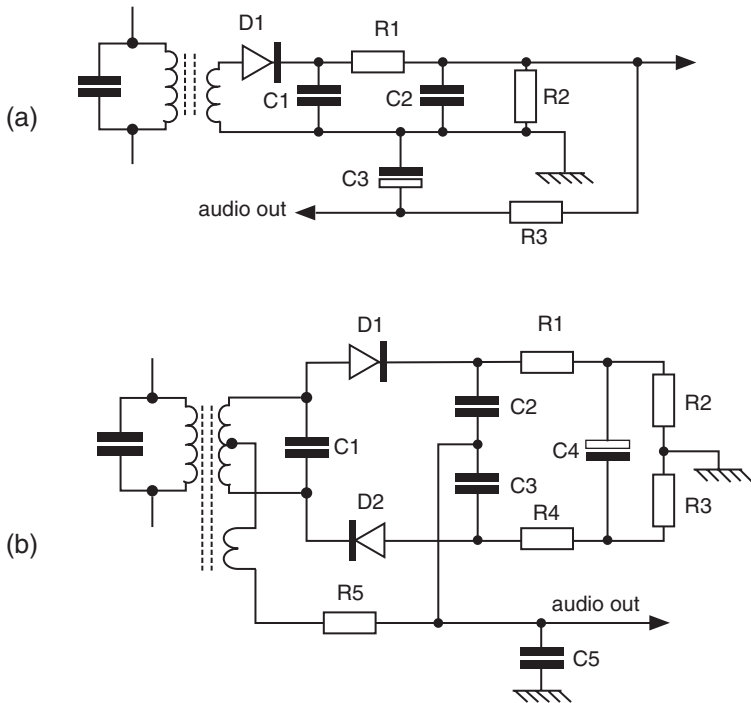 (a)
D1
R1
C1
C2
R2
C3
audio out
R3
(b)
D1
R1
C2
R2
C1
C4
C3
D2
R4
R3
R5
audio out
C5